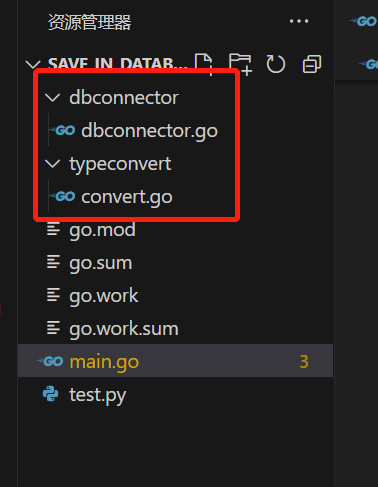 资源管理器
SAVE_IN_DATAB...
dbconnector
GO dbconnector.go
typeconvert
GO convert.go
go.mod
go.sum
go.work
go.work.sum
GO main.go 3
test.py